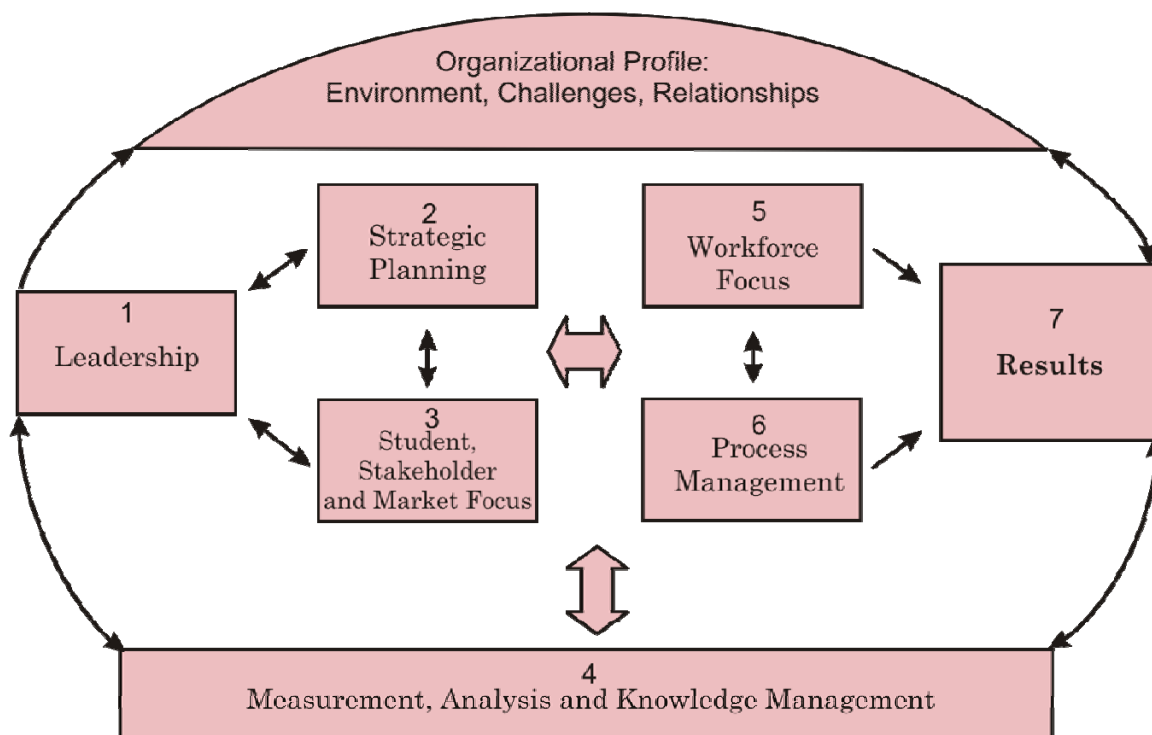 Organizational Profile:
Environment, Challenges, Relationships
2
Strategic
Planning
5
Workforce
Focus
1
Leadership
7
Results
3
Student,
Stakeholder
and Market Focus
6
Process
Management
4
Measurement, Analysis and Knowledge Management